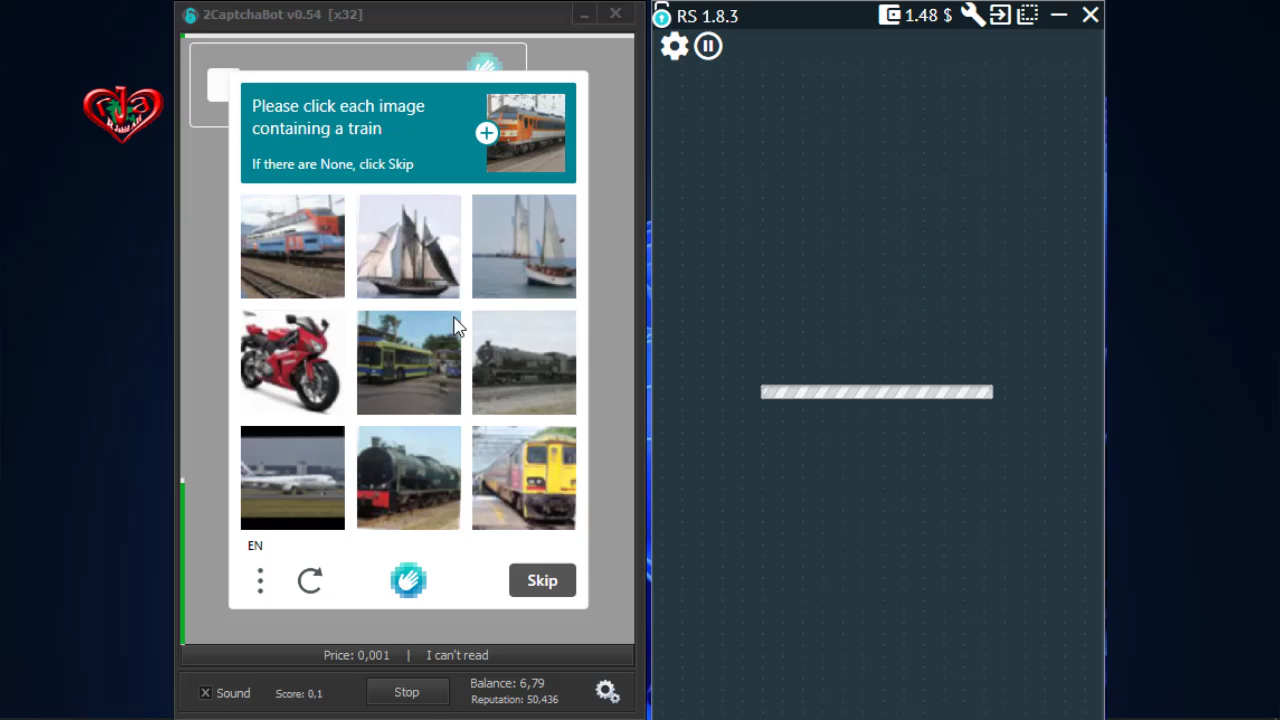 2CaptchaBot v0.54 [x32]
Please click each image
containing a train
If there are None, click Skip
EN
Skip
Price: 0,001 | I can't read
Sound
Score: 0,1
Stop
Balance: 6,79
Reputation: 50,436
RS 1.8.3
1.48 $